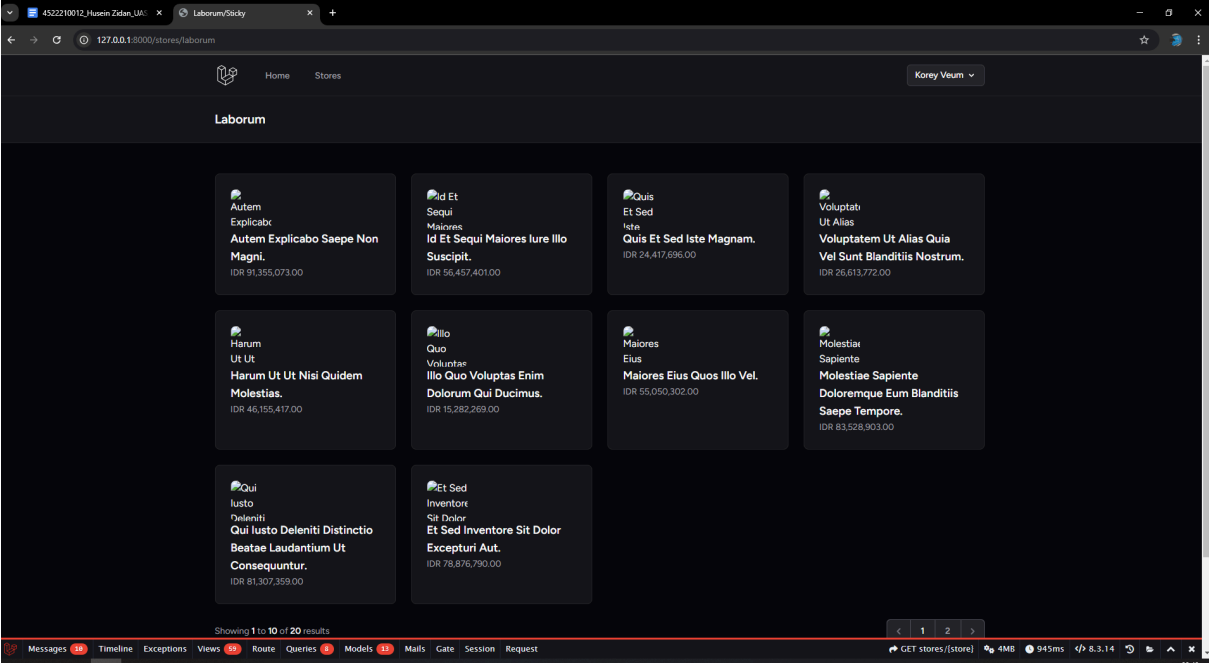 4522210012_Husein Zidan_UAS
Laborum/Sticky
127.0.0.1:8000/stores/laborum
Home
Stores
Korey Veum
Laborum
Autem
Explicabo
Autem Explicabo Saepe Non
Magni.
IDR 91,355,073.00
Id Et
Sequi
Maiores
Id Et Sequi Maiores Iure Illo
Suscipit.
IDR 56,457,401.00
Quis
Et Sed
Iste
Quis Et Sed Iste Magnam.
IDR 24,417,696.00
Voluptate
Ut Alias
Voluptatem Ut Alias Quia
Vel Sunt Blanditiis Nostrum.
IDR 26,613,772.00
Harum
Ut Ut
Harum Ut Ut Nisi Quidem
Molestias.
IDR 46,155,417.00
Illo
Quo
Voluptas
Illo Quo Voluptas Enim
Dolorum Qui Ducimus.
IDR 15,282,269.00
Maiores
Eius
Maiores Eius Quos Illo Vel.
IDR 55,050,302.00
Molestiae
Sapiente
Molestiae Sapiente
Doloremque Eum Blanditiis
Saepe Tempore.
IDR 83,528,903.00
Qui
Iusto
Deleniti
Qui Iusto Deleniti Distinctio
Beatae Laudantium Ut
Consequuntur.
IDR 81,307,359.00
Et Sed
Inventore
Sit Dolor
Et Sed Inventore Sit Dolor
Excepturi Aut.
IDR 78,876,790.00
Showing 1 to 10 of 20 results
1 2
Messages 10 Timeline Exceptions Views 59 Route Queries 8 Models 13 Mails Gate Session Request GET stores/{store} 4MB 945ms 8.3.14